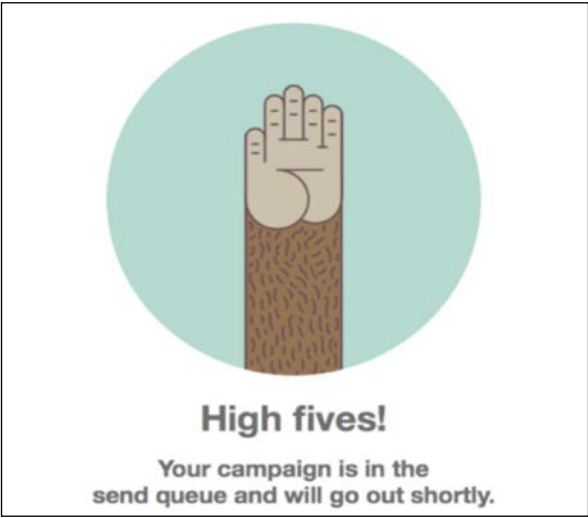 High fives!
Your campaign is in the
send queue and will go out shortly.